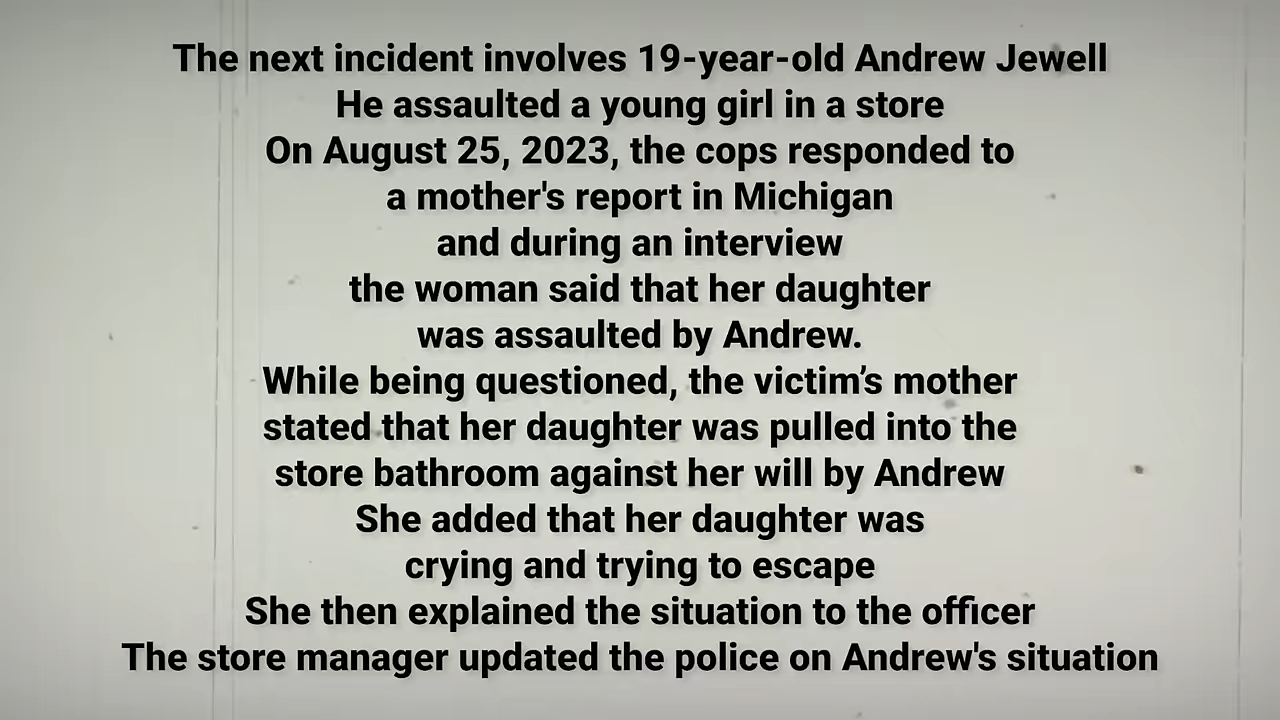 The next incident involves 19-year-old Andrew Jewell
He assaulted a young girl in a store
On August 25, 2023, the cops responded to
a mother's report in Michigan
and during an interview
the woman said that her daughter
was assaulted by Andrew.
While being questioned, the victim’s mother
stated that her daughter was pulled into the
store bathroom against her will by Andrew
She added that her daughter was
crying and trying to escape
She then explained the situation to the officer
The store manager updated the police on Andrew's situation